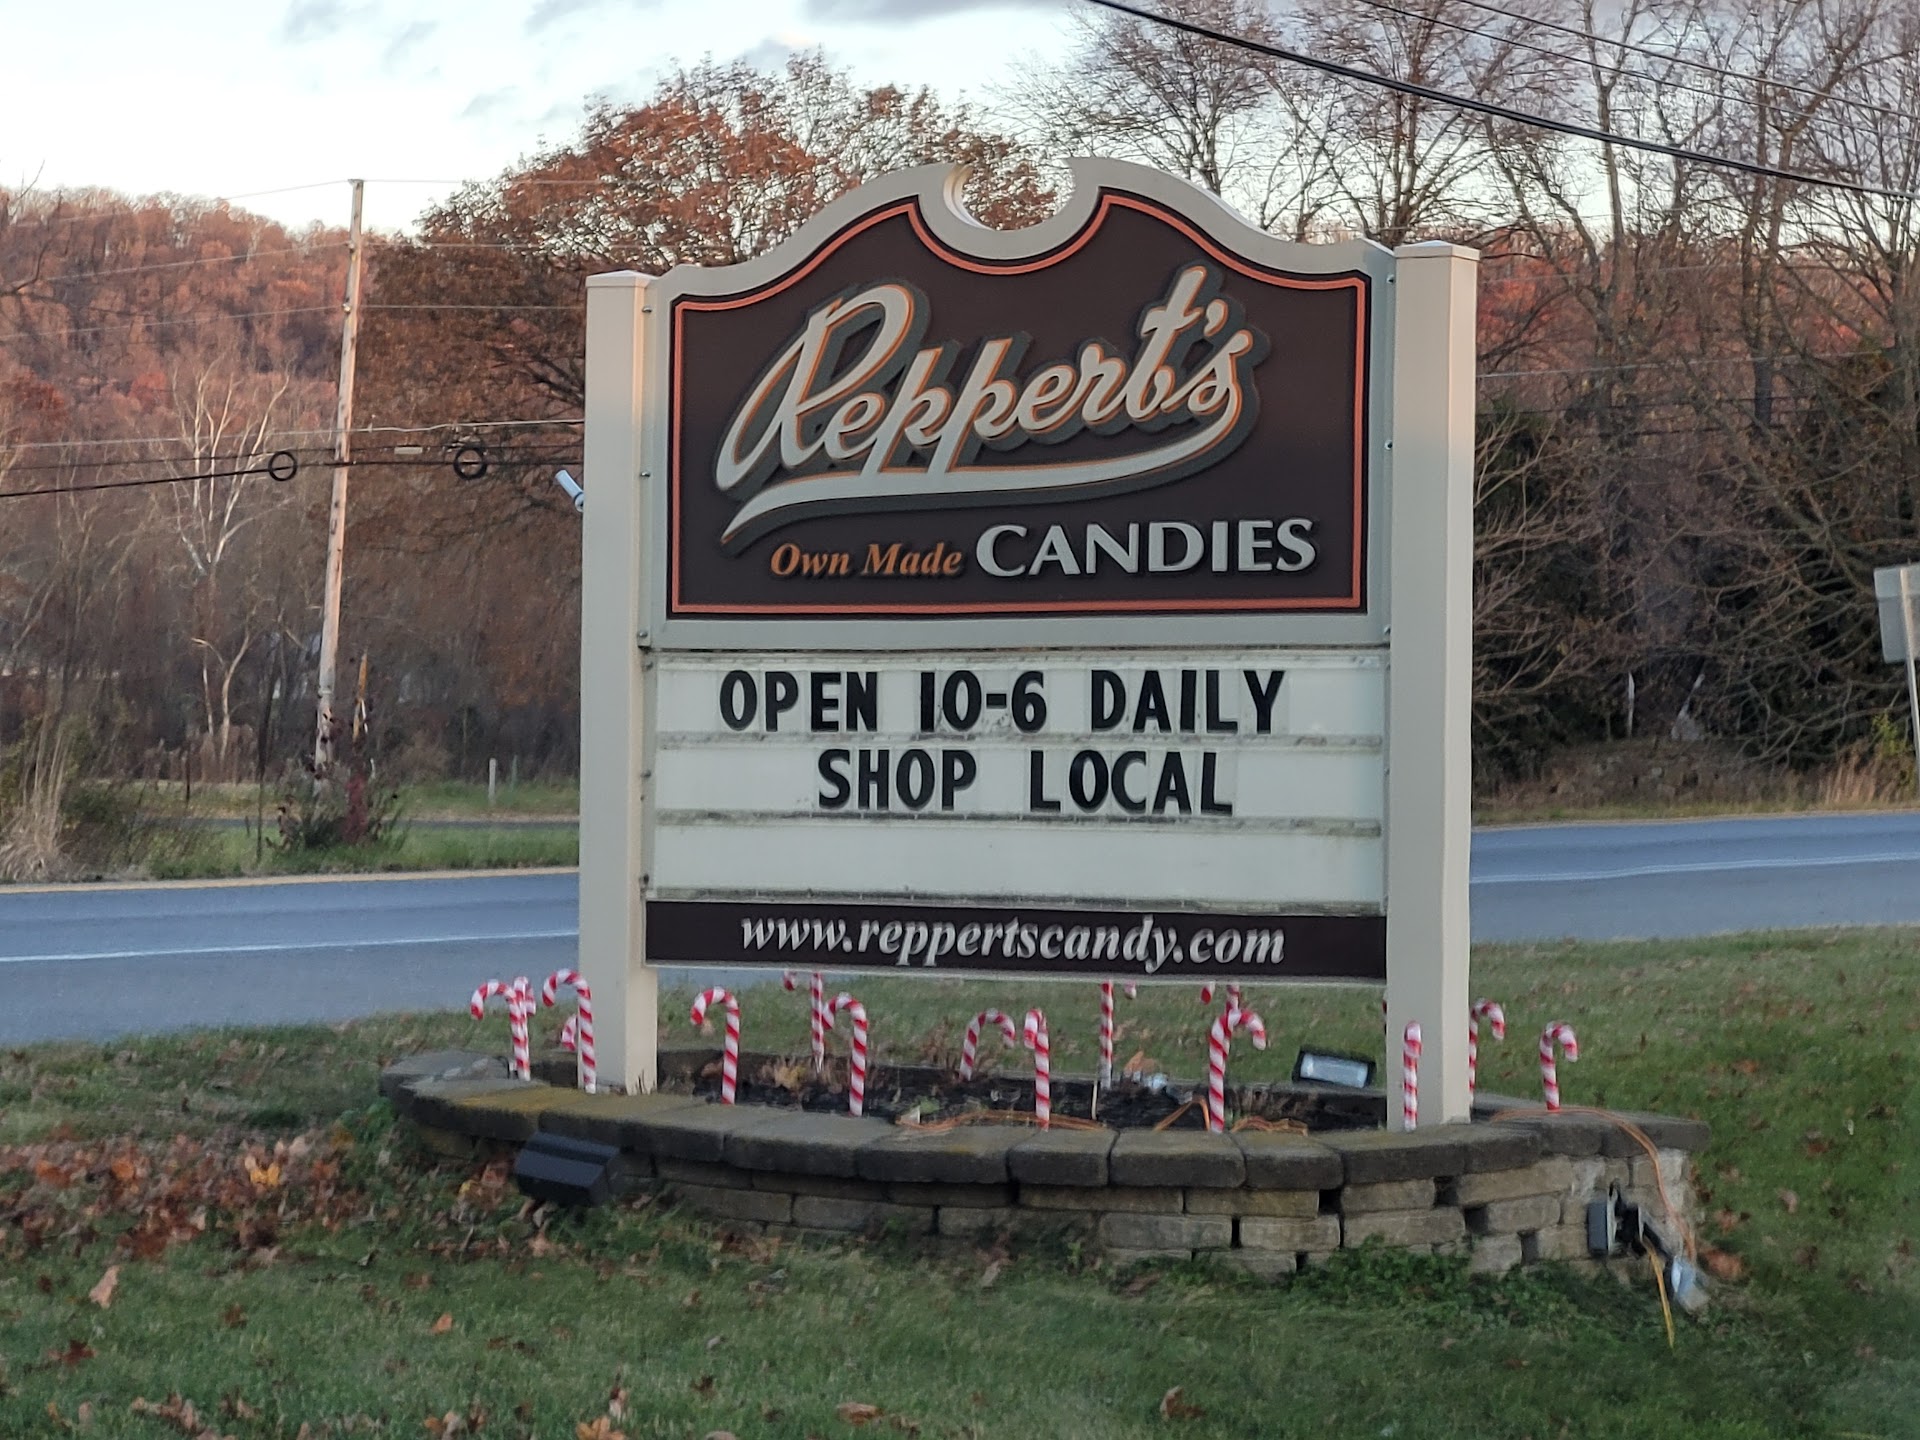 Reppert's
Own Made CANDIES
OPEN 10-6 DAILY
SHOP LOCAL
www.reppertscandy.com